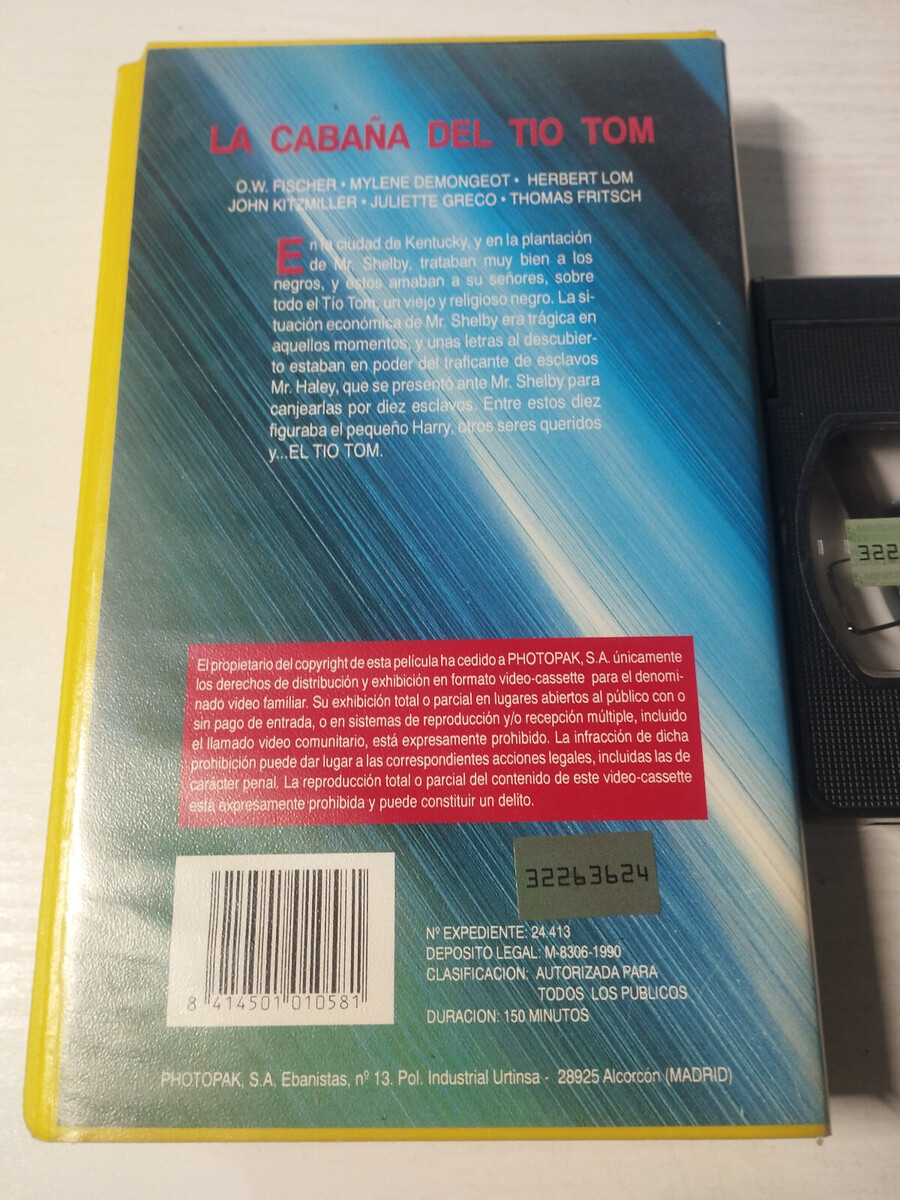 LA CABAÑA DEL TIO TOM
O.W. FISCHER • MYLENE DEMONGEOT • HERBERT LOM
JOHN KITZMILLER • JULIETTE GRECO • THOMAS FRITSCH
En la ciudad de Kentucky, y en la plantación
de Mr. Shelby, trataban muy bien a los
negros, y éstos amaban a su señores, sobre
todo el Tío Tom, un viejo y religioso negro. La si-
tuación económica de Mr. Shelby era trágica en
aquellos momentos, y unas letras al descubier-
to estaban en poder del traficante de esclavos
Mr. Haley, que se presentó ante Mr. Shelby para
canjearlas por diez esclavos. Entre estos diez
figuraba el pequeño Harry, otros seres queridos
y...EL TIO TOM.
El propietario del copyright de esta película ha cedido a PHOTOPAK, S.A. únicamente
los derechos de distribución y exhibición en formato video-cassette para el denomi-
nado video familiar. Su exhibición total o parcial en lugares abiertos al público con o
sin pago de entrada, o en sistemas de reproducción y/o recepción múltiple, incluido
el llamado video comunitario, está expresamente prohibido. La infracción de dicha
prohibición puede dar lugar a las correspondientes acciones legales, incluidas las de
carácter penal. La reproducción total o parcial del contenido de este video-cassette
está expresamente prohibida y puede constituir un delito.
32263624
322
Nº EXPEDIENTE: 24.413
DEPOSITO LEGAL: M-8306-1990
CLASIFICACION: AUTORIZADA PARA
TODOS LOS PUBLICOS
DURACION: 150 MINUTOS
8 414501 010581
PHOTOPAK, S.A. Ebanistas, nº 13. Pol. Industrial Urtinsa - 28925 Alcorcón (MADRID)